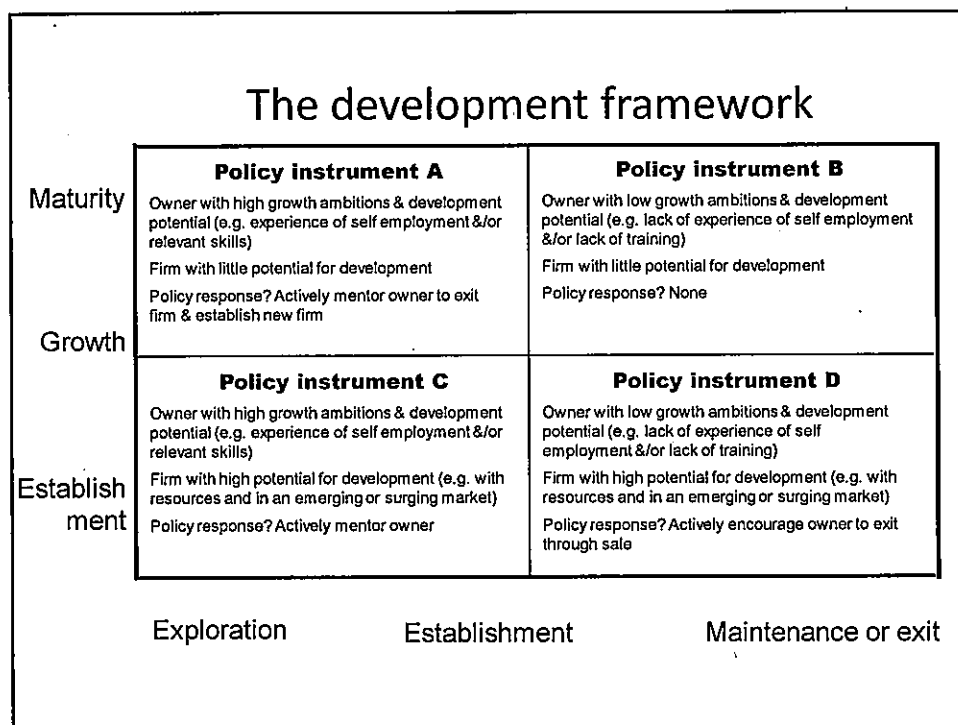 The development framework
Maturity
Growth
Establish
ment
Policy instrument A
Owner with high growth ambitions & development
potential (e.g. experience of self employment &/or
relevant skills)
Firm with little potential for development
Policy response? Actively mentor owner to exit
firm & establish new firm
Policy instrument B
Owner with low growth ambitions & development
potential (e.g. lack of experience of self employment
&/or lack of training)
Firm with little potential for development
Policy response? None
Policy instrument C
Owner with high growth ambitions & development
potential (e.g. experience of self employment &/or
relevant skills)
Firm with high potential for development (e.g. with
resources and in an emerging or surging market)
Policy response? Actively mentor owner
Policy instrument D
Owner with low growth ambitions & development
potential (e.g. lack of experience of self
employment &/or lack of training)
Firm with high potential for development (e.g. with
resources and in an emerging or surging market)
Policy response? Actively encourage owner to exit
through sale
Exploration
Establishment
Maintenance or exit